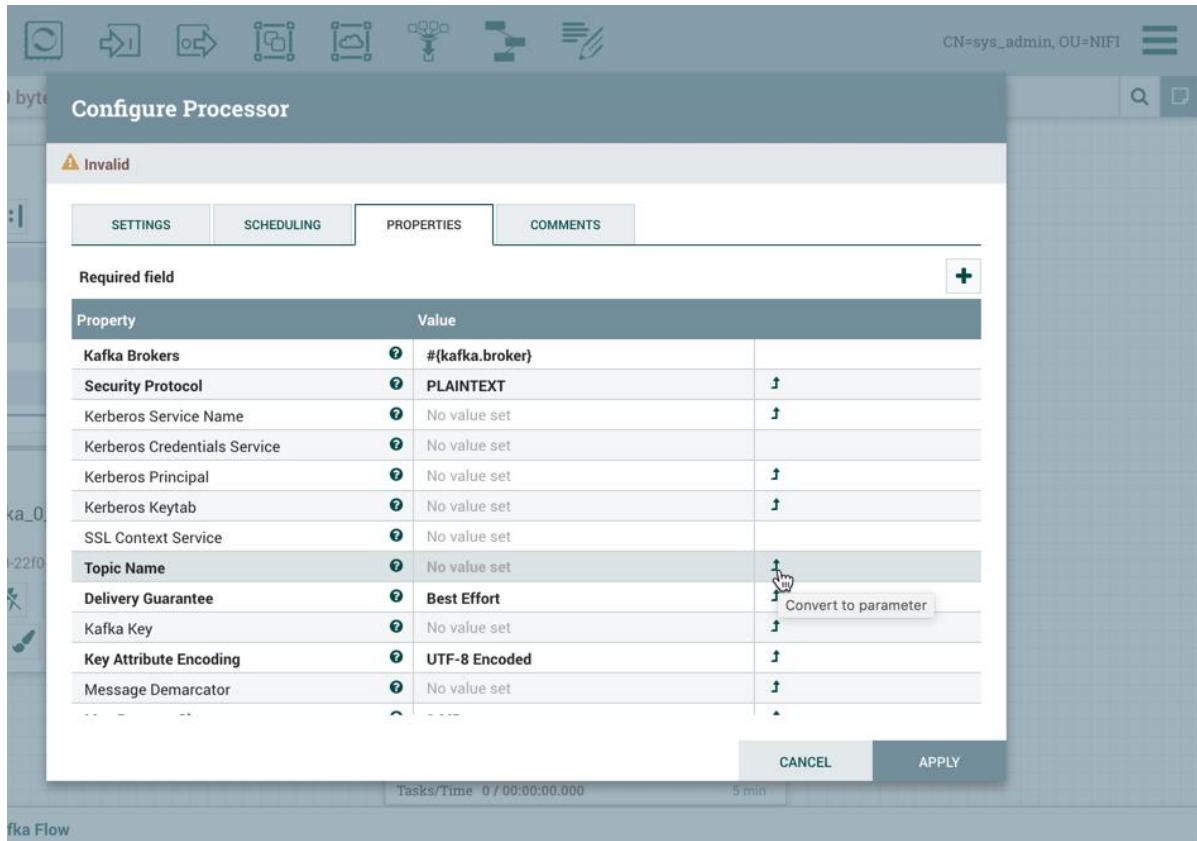 CN=sys_admin, OU=NIFI
byte
Configure Processor
Invalid
SETTINGS SCHEDULING PROPERTIES COMMENTS
Required field
Property Value
Kafka Brokers #{kafka.broker}
Security Protocol PLAINTEXT
Kerberos Service Name No value set
Kerberos Credentials Service No value set
Kerberos Principal No value set
Kerberos Keytab No value set
ka_0
SSL Context Service No value set
-22f0
Topic Name No value set
Delivery Guarantee Best Effort
Convert to parameter
Kafka Key No value set
Key Attribute Encoding UTF-8 Encoded
Message Demarcator No value set
CANCEL APPLY
Tasks/Time 0 / 00:00:00.000 5 min
fka Flow